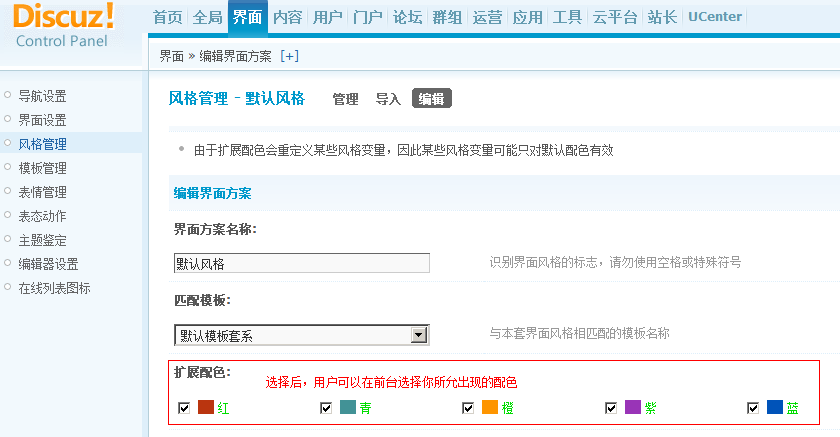 Discuz!
Control Panel
首页 全局 界面 内容 用户 门户 论坛 群组 运营 应用 工具 云平台 站长 UCenter
界面 » 编辑界面方案 [+]
导航设置
界面设置
风格管理
模板管理
表情管理
表态动作
主题鉴定
编辑器设置
在线列表图标
风格管理 - 默认风格 管理 导入 编辑
由于扩展配色会重定义某些风格变量，因此某些风格变量可能只对默认配色有效
编辑界面方案
界面方案名称:
默认风格 识别界面风格的标志，请勿使用空格或特殊符号
匹配模板:
默认模板套系 与本套界面风格相匹配的模板名称
扩展配色:
选择后，用户可以在前台选择你所允出现的配色
红 青 橙 紫 蓝